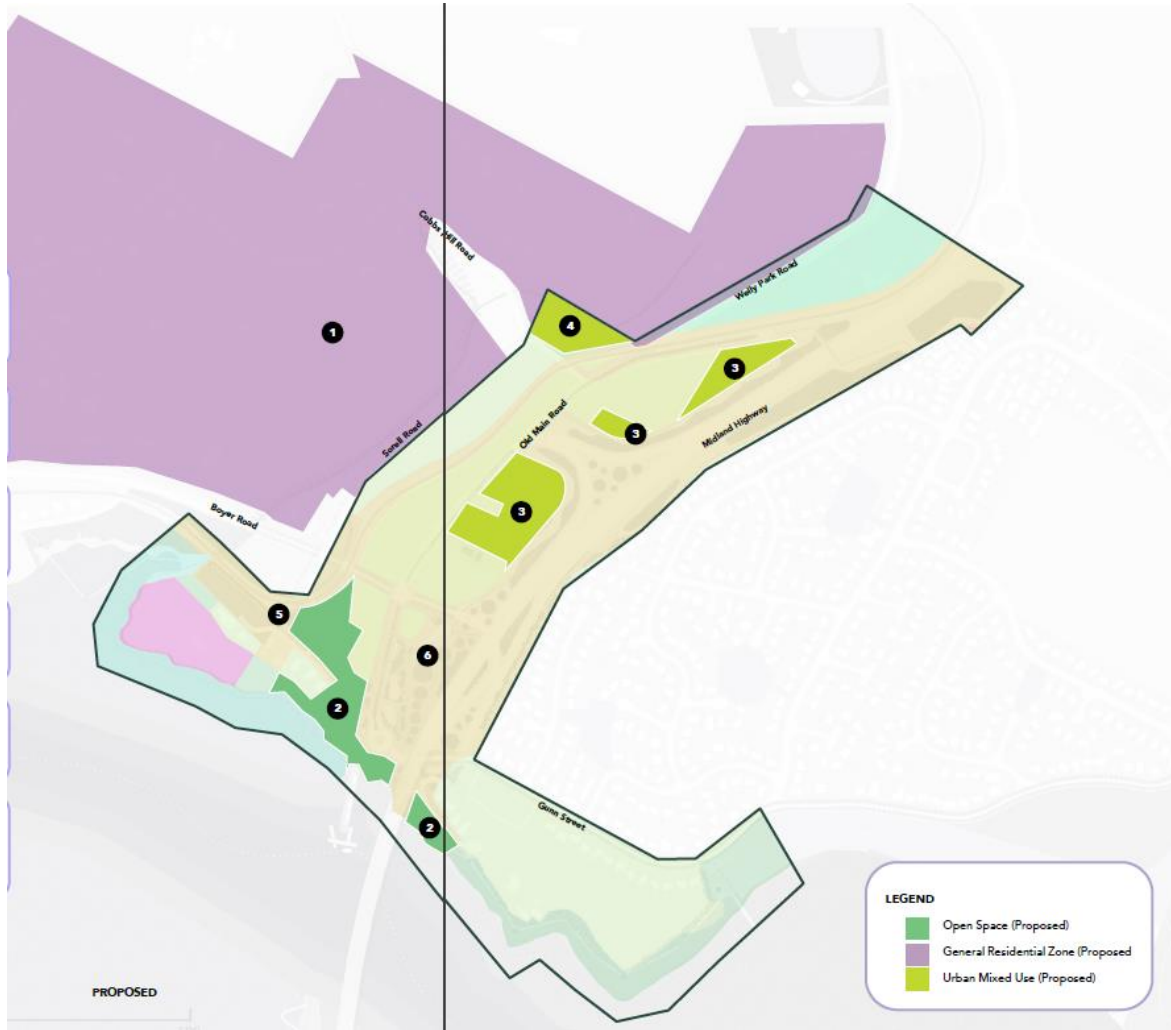 Cobbs Hill Road
1
Welly Park Road
4
3
Sorell Road
Old Main Road
3
Midland Highway
3
Boyer Road
5
6
2
2
Gunn Street
LEGEND
Open Space (Proposed)
General Residential Zone (Proposed
Urban Mixed Use (Proposed)
PROPOSED